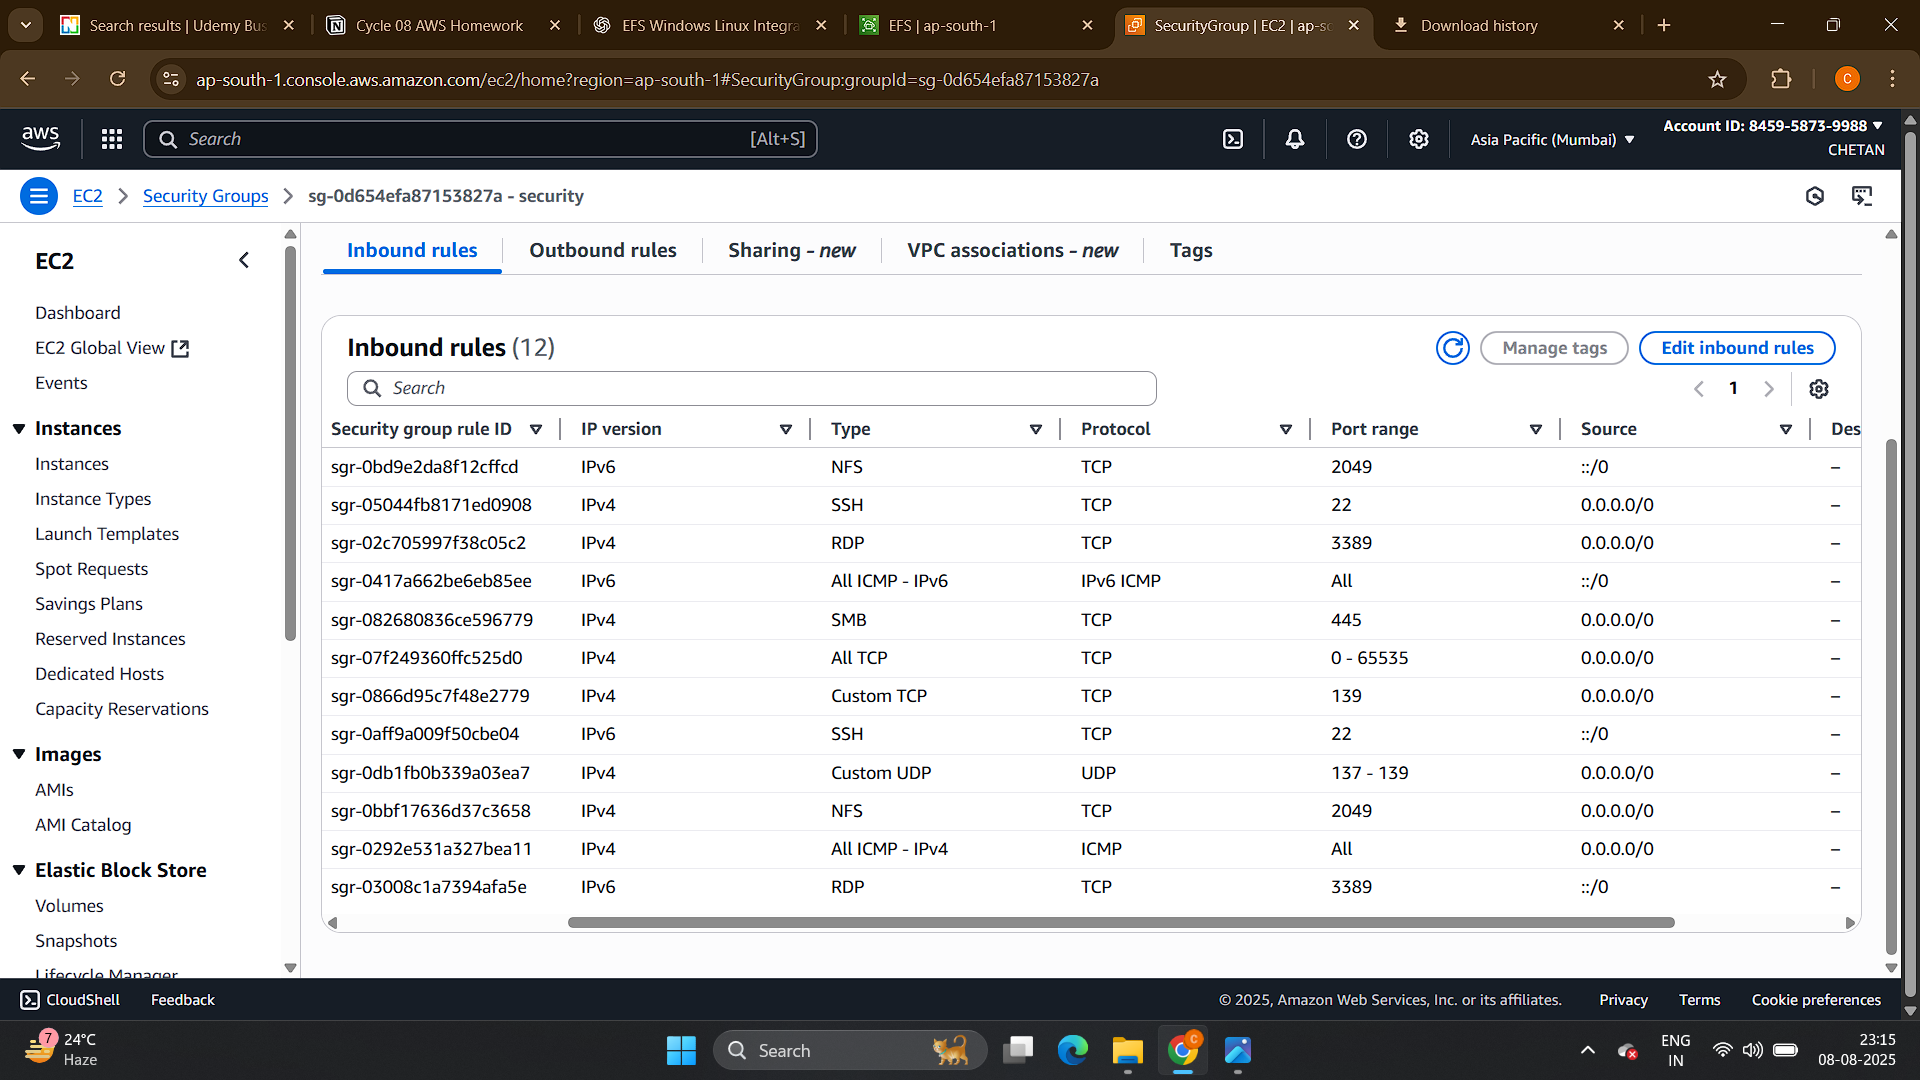 Search results | Udemy Bus
Cycle 08 AWS Homework
EFS Windows Linux Integra
EFS | ap-south-1
SecurityGroup | EC2 | ap-so
Download history
ap-south-1.console.aws.amazon.com/ec2/home?region=ap-south-1#SecurityGroup:groupId=sg-0d654efa87153827a
C
aws
Search
[Alt+S]
Asia Pacific (Mumbai)
Account ID: 8459-5873-9988
CHETAN
EC2
Security Groups
sg-0d654efa87153827a - security
EC2
Dashboard
EC2 Global View
Events
Instances
Instances
Instance Types
Launch Templates
Spot Requests
Savings Plans
Reserved Instances
Dedicated Hosts
Capacity Reservations
Images
AMIs
AMI Catalog
Elastic Block Store
Volumes
Snapshots
Lifecycle Manager
Inbound rules
Outbound rules
Sharing - new
VPC associations - new
Tags
Inbound rules (12)
Manage tags
Edit inbound rules
Search
1
Security group rule ID IP version Type Protocol Port range Source Des
sgr-0bd9e2da8f12cffcd IPv6 NFS TCP 2049 ::/0 –
sgr-05044fb8171ed0908 IPv4 SSH TCP 22 0.0.0.0/0 –
sgr-02c705997f38c05c2 IPv4 RDP TCP 3389 0.0.0.0/0 –
sgr-0417a662be6eb85ee IPv6 All ICMP - IPv6 IPv6 ICMP All ::/0 –
sgr-082680836ce596779 IPv4 SMB TCP 445 0.0.0.0/0 –
sgr-07f249360ffc525d0 IPv4 All TCP TCP 0 - 65535 0.0.0.0/0 –
sgr-0866d95c7f48e2779 IPv4 Custom TCP TCP 139 0.0.0.0/0 –
sgr-0aff9a009f50cbe04 IPv6 SSH TCP 22 ::/0 –
sgr-0db1fb0b339a03ea7 IPv4 Custom UDP UDP 137 - 139 0.0.0.0/0 –
sgr-0bbf17636d37c3658 IPv4 NFS TCP 2049 0.0.0.0/0 –
sgr-0292e531a327bea11 IPv4 All ICMP - IPv4 ICMP All 0.0.0.0/0 –
sgr-03008c1a7394afa5e IPv6 RDP TCP 3389 ::/0 –
CloudShell
Feedback
© 2025, Amazon Web Services, Inc. or its affiliates.
Privacy
Terms
Cookie preferences
7
24°C
Haze
Search
C
ENG
IN
23:15
08-08-2025